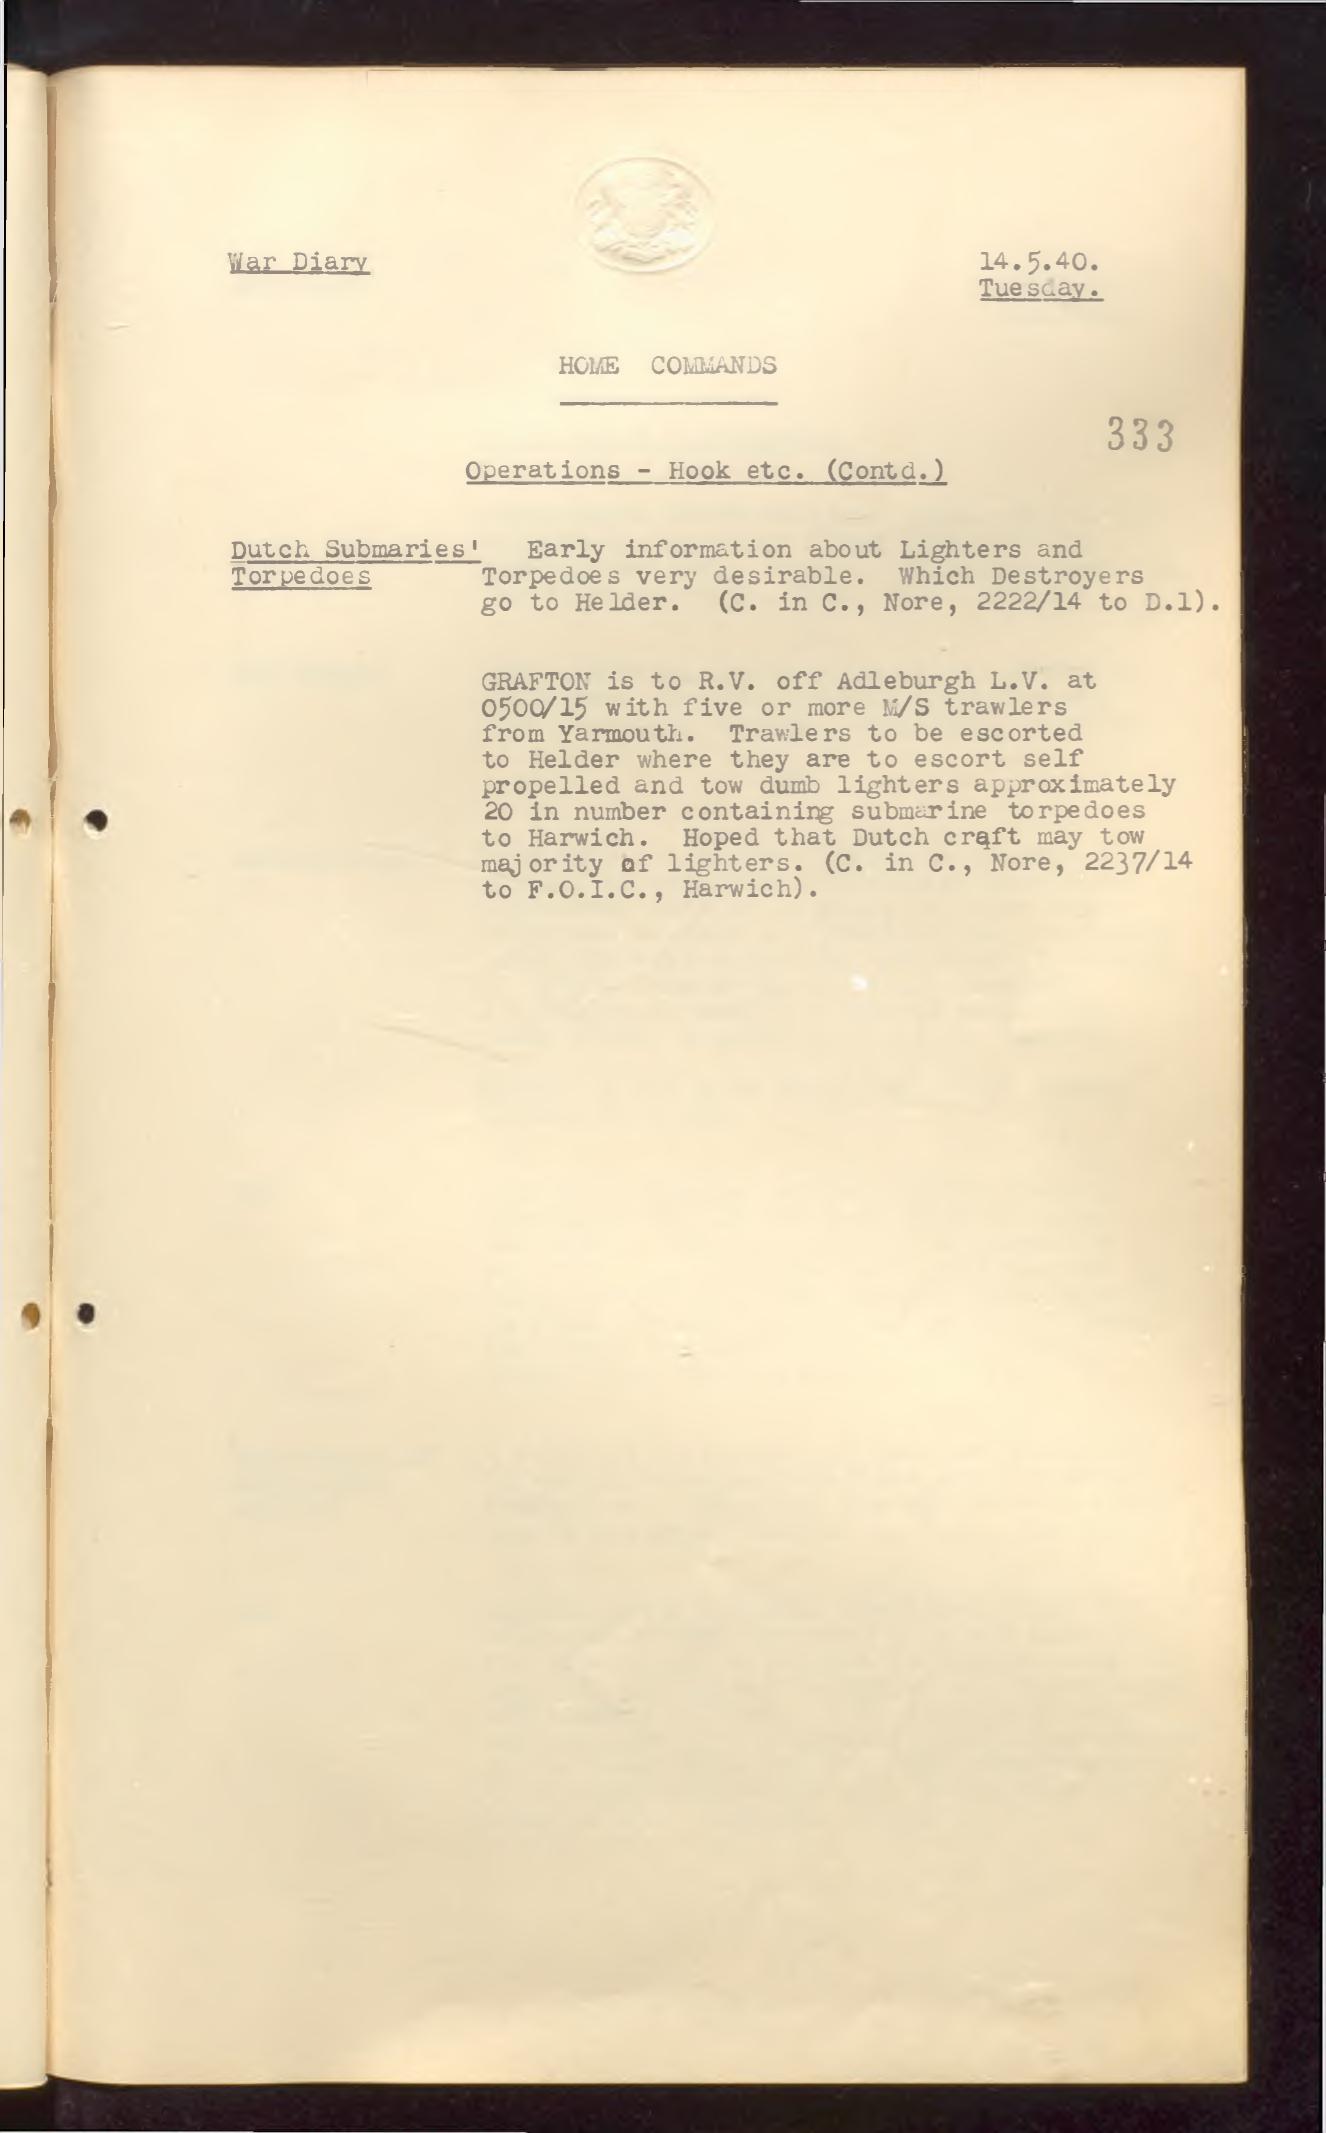 War Diary
14.5.40.
Tuesday.
HOME COMMANDS
333
Operations - Hook etc. (Contd.)
Dutch Submaries'
Torpedoes
Early information about Lighters and
Torpedoes very desirable. Which Destroyers
go to Helder. (C. in C., Nore, 2222/14 to D.1).
GRAFTON is to R.V. off Adleburgh L.V. at
0500/15 with five or more M/S trawlers
from Yarmouth. Trawlers to be escorted
to Helder where they are to escort self
propelled and tow dumb lighters approximately
20 in number containing submarine torpedoes
to Harwich. Hoped that Dutch craft may tow
majority of lighters. (C. in C., Nore, 2237/14
to F.O.I.C., Harwich).